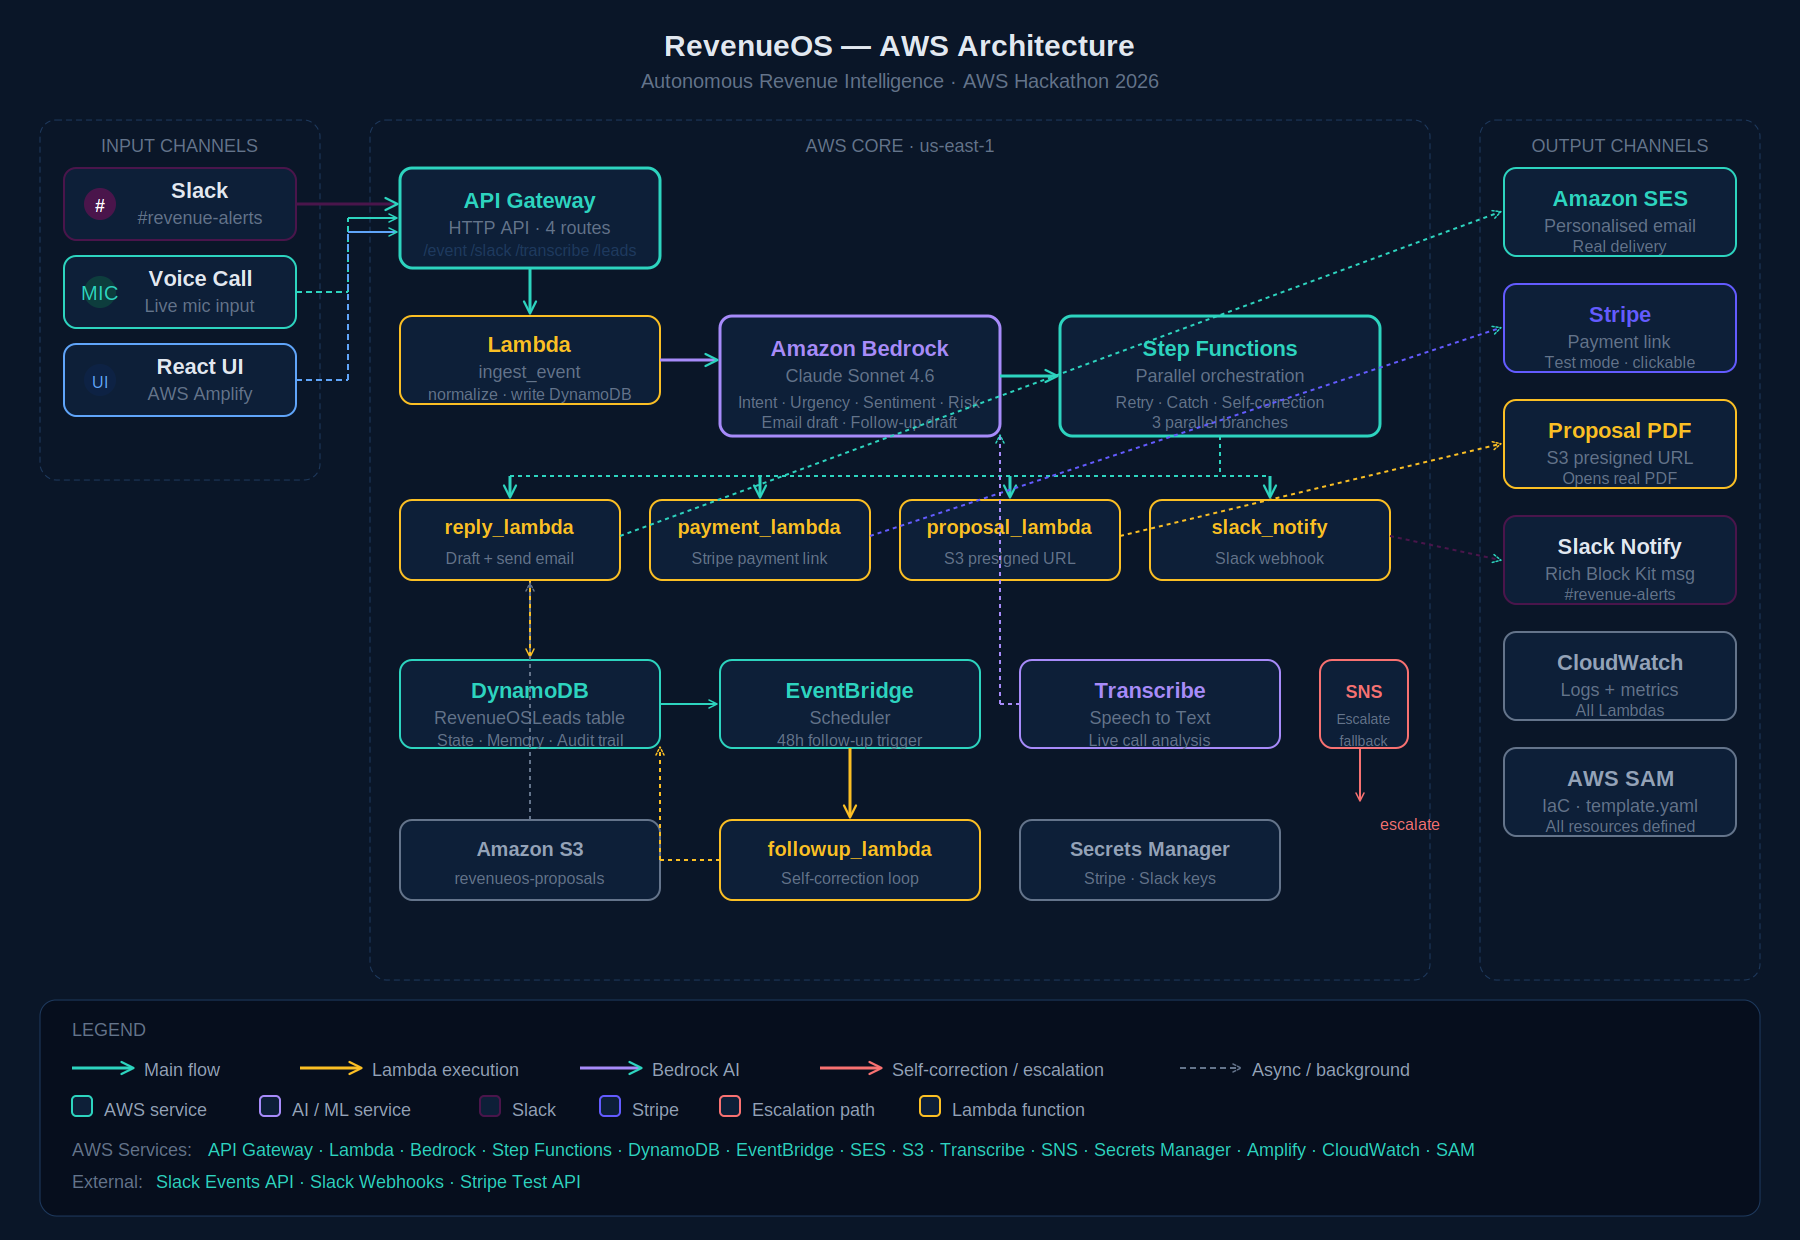 RevenueOS — AWS Architecture
Autonomous Revenue Intelligence · AWS Hackathon 2026
INPUT CHANNELS
#
Slack
#revenue-alerts
MIC
Voice Call
Live mic input
UI
React UI
AWS Amplify
AWS CORE · us-east-1
API Gateway
HTTP API · 4 routes
/event /slack /transcribe /leads
Lambda
ingest_event
normalize · write DynamoDB
Amazon Bedrock
Claude Sonnet 4.6
Intent · Urgency · Sentiment · Risk
Email draft · Follow-up draft
Step Functions
Parallel orchestration
Retry · Catch · Self-correction
3 parallel branches
reply_lambda
Draft + send email
payment_lambda
Stripe payment link
proposal_lambda
S3 presigned URL
slack_notify
Slack webhook
DynamoDB
RevenueOSLeads table
State · Memory · Audit trail
EventBridge
Scheduler
48h follow-up trigger
Transcribe
Speech to Text
Live call analysis
SNS
Escalate
fallback
escalate
Amazon S3
revenueos-proposals
followup_lambda
Self-correction loop
Secrets Manager
Stripe · Slack keys
OUTPUT CHANNELS
Amazon SES
Personalised email
Real delivery
Stripe
Payment link
Test mode · clickable
Proposal PDF
S3 presigned URL
Opens real PDF
Slack Notify
Rich Block Kit msg
#revenue-alerts
CloudWatch
Logs + metrics
All Lambdas
AWS SAM
IaC · template.yaml
All resources defined
LEGEND
Main flow
Lambda execution
Bedrock AI
Self-correction / escalation
Async / background
AWS service
AI / ML service
Slack
Stripe
Escalation path
Lambda function
AWS Services: API Gateway · Lambda · Bedrock · Step Functions · DynamoDB · EventBridge · SES · S3 · Transcribe · SNS · Secrets Manager · Amplify · CloudWatch · SAM
External: Slack Events API · Slack Webhooks · Stripe Test API